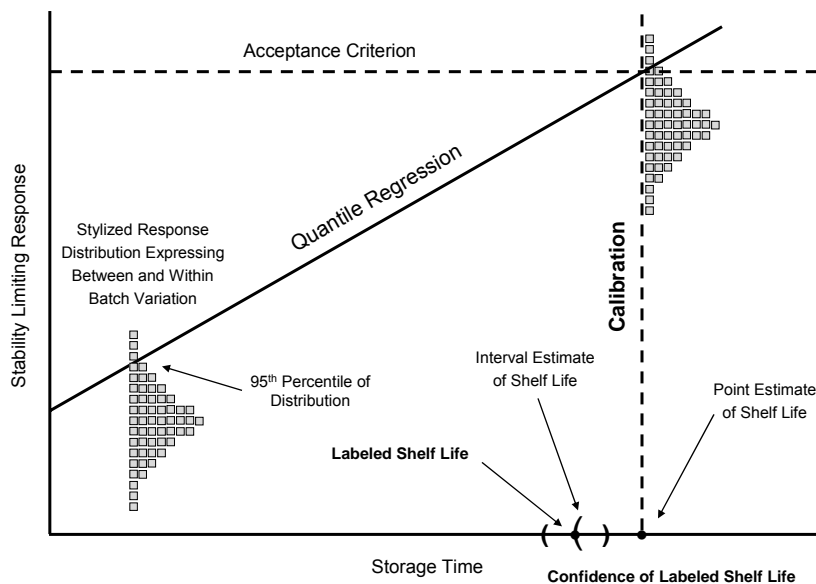 Acceptance Criterion
Quantile Regression
Stability Limiting Response
Stylized Response
Distribution Expressing
Between and Within
Batch Variation
Calibration
95th Percentile of
Distribution
Interval Estimate
of Shelf Life
Point Estimate
of Shelf Life
Labeled Shelf Life
( ( )
Storage Time
Confidence of Labeled Shelf Life